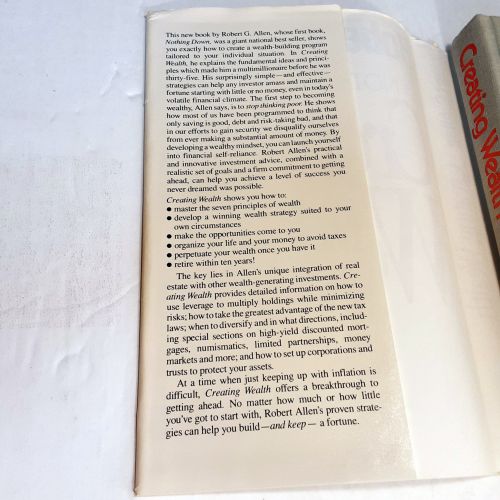 This new book by Robert G. Allen, whose first book,
Nothing Down, was a giant national best seller, shows
you exactly how to create a wealth-building program
tailored to your individual situation. In Creating
Wealth, he explains the fundamental ideas and princi-
ples which made him a multimillionaire before he was
thirty-five. His surprisingly simple—and effective—
strategies can help any investor amass and maintain a
fortune starting with little or no money, even in today's
volatile financial climate. The first step to becoming
wealthy, Allen says, is to stop thinking poor. He shows
how most of us have been programmed to think that
only saving is good, debt and risk-taking bad, and that
in our efforts to gain security we disqualify ourselves
from ever making a substantial amount of money. By
developing a wealthy mindset, you can launch yourself
into financial self-reliance. Robert Allen's practical
and innovative investment advice, combined with a
realistic set of goals and a firm commitment to getting
ahead, can help you achieve a level of success you
never dreamed was possible.
Creating Wealth shows you how to:
● master the seven principles of wealth
● develop a winning wealth strategy suited to your
own circumstances
● make the opportunities come to you
● organize your life and your money to avoid taxes
● perpetuate your wealth once you have it
● retire within ten years!
The key lies in Allen's unique integration of real
estate with other wealth-generating investments. Cre-
ating Wealth provides detailed information on how to
use leverage to multiply holdings while minimizing
risks; how to take the greatest advantage of the new tax
laws; when to diversify and in what directions, includ-
ing special sections on high-yield discounted mort-
gages, numismatics, limited partnerships, money
markets and more; and how to set up corporations and
trusts to protect your assets.
At a time when just keeping up with inflation is
difficult, Creating Wealth offers a breakthrough to
getting ahead. No matter how much or how little
you've got to start with, Robert Allen's proven strate-
gies can help you build—and keep— a fortune.
Creating Wealth